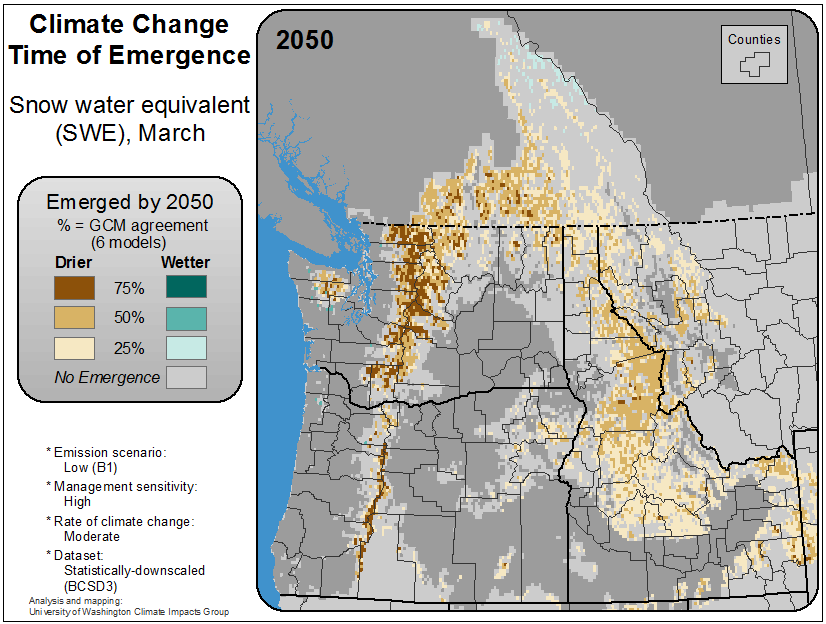 Climate Change
Time of Emergence
Snow water equivalent
(SWE), March
Emerged by 2050
% = GCM agreement
(6 models)
Drier Wetter
75%
50%
25%
No Emergence
* Emission scenario:
Low (B1)
* Management sensitivity:
High
* Rate of climate change:
Moderate
* Dataset:
Statistically-downscaled
(BCSD3)
Analysis and mapping:
University of Washington Climate Impacts Group
2050
Counties